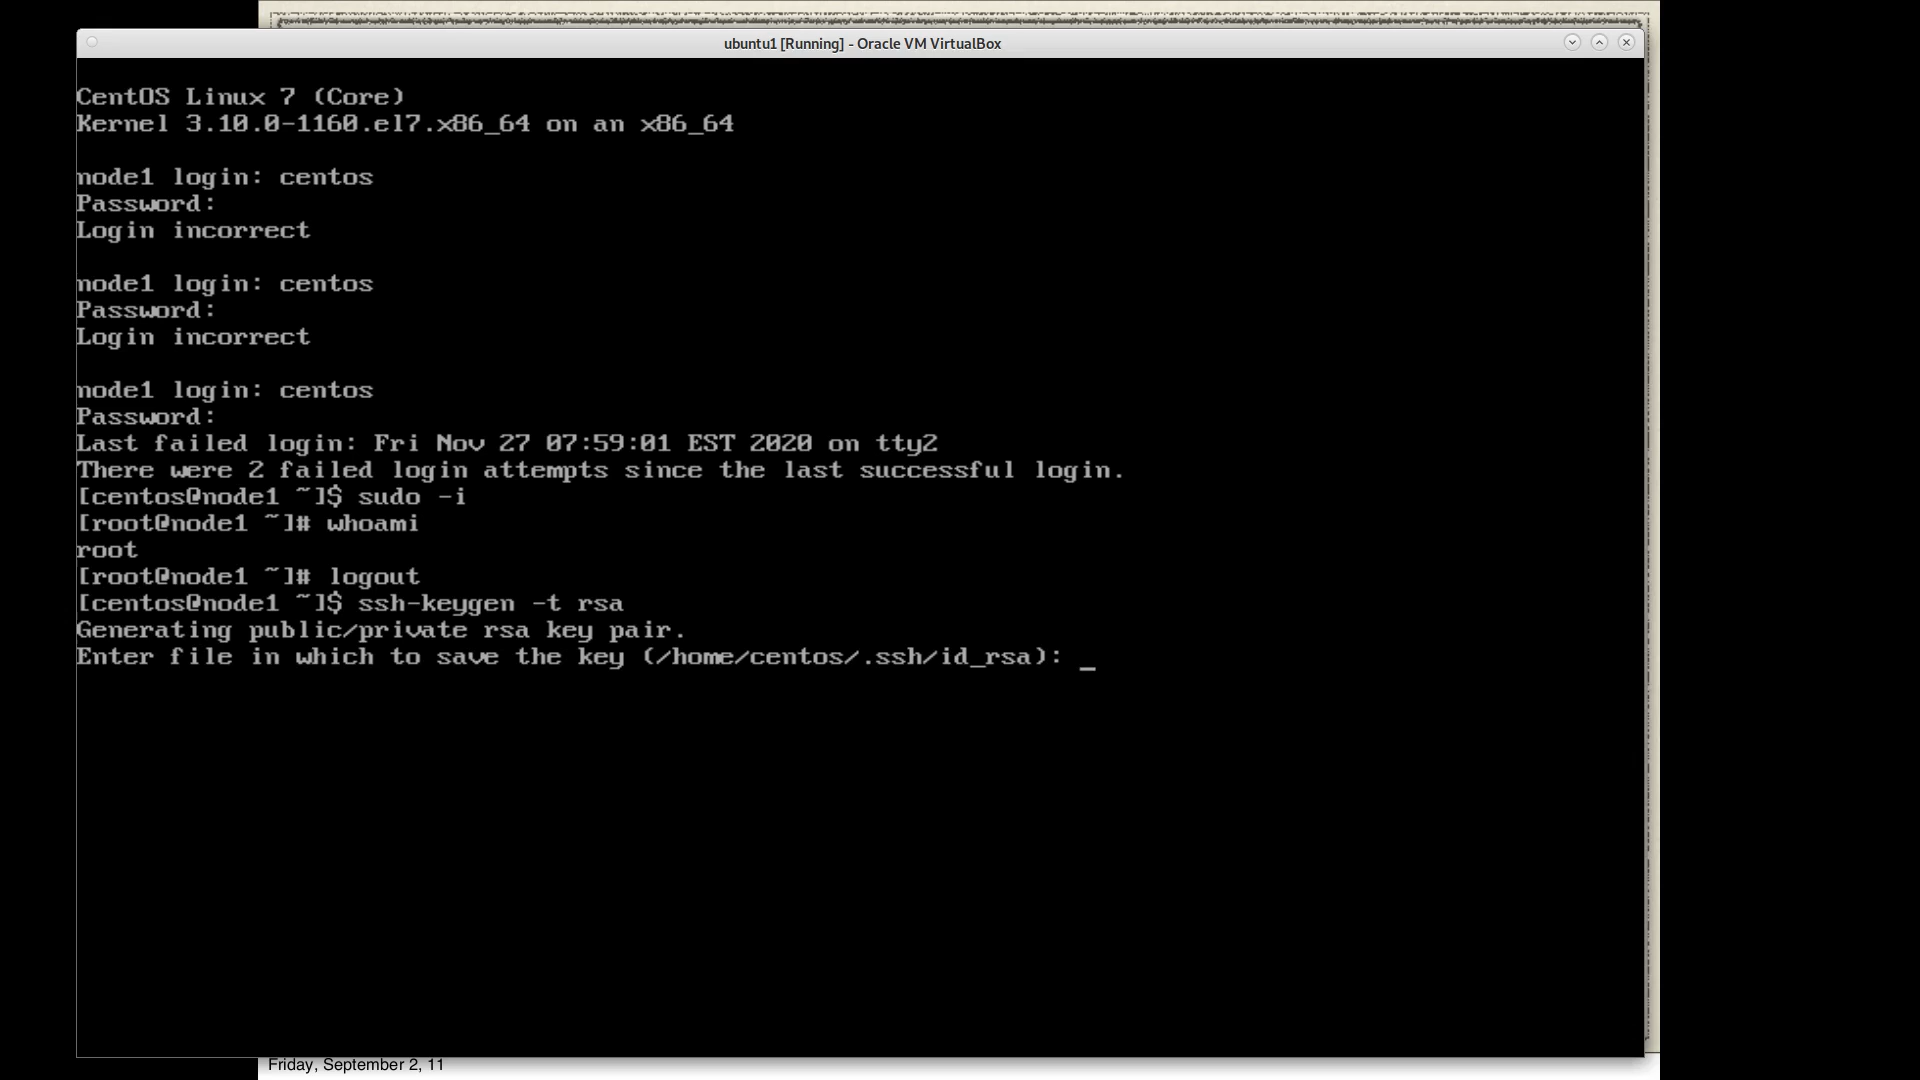 ubuntu1 [Running] - Oracle VM VirtualBox
CentOS Linux 7 (Core)
Kernel 3.10.0-1160.el7.x86_64 on an x86_64
node1 login: centos
Password:
Login incorrect
node1 login: centos
Password:
Login incorrect
node1 login: centos
Password:
Last failed login: Fri Nov 27 07:59:01 EST 2020 on tty2
There were 2 failed login attempts since the last successful login.
[centos@node1 ~]$ sudo -i
[root@node1 ~]# whoami
root
[root@node1 ~]# logout
[centos@node1 ~]$ ssh-keygen -t rsa
Generating public/private rsa key pair.
Enter file in which to save the key (/home/centos/.ssh/id_rsa): _
Friday, September 2, 11